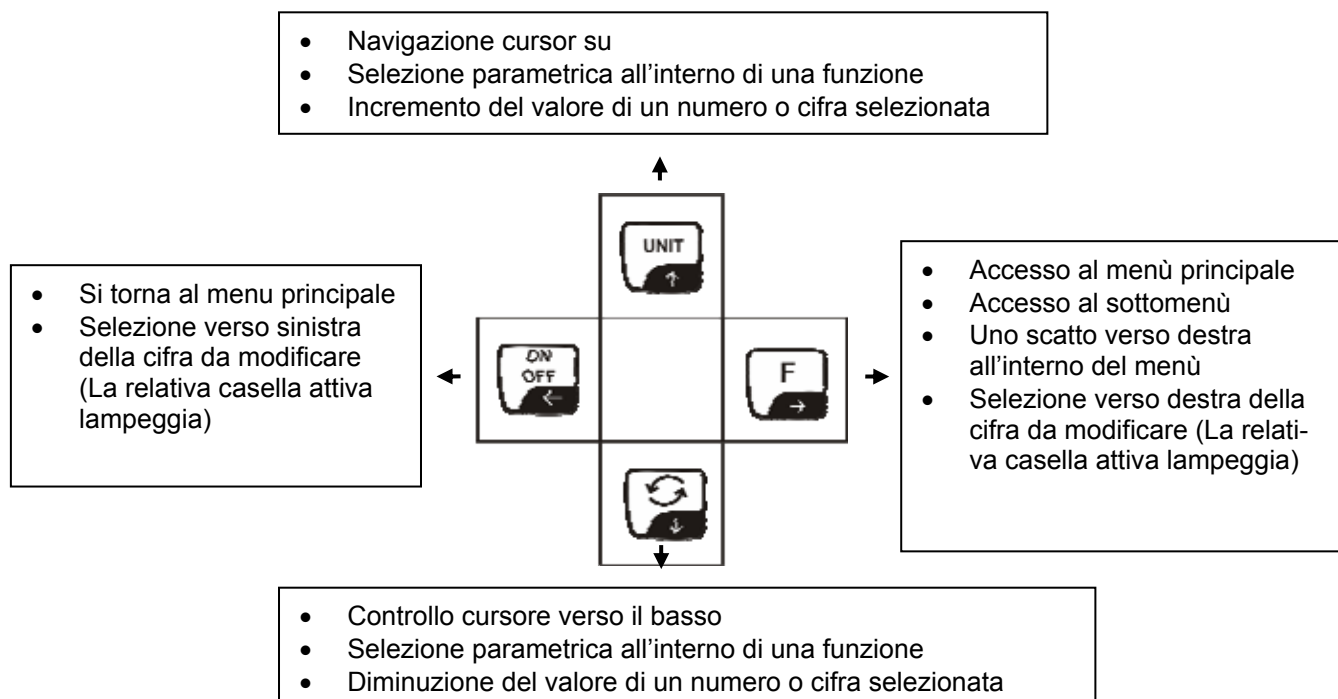 • Navigazione cursor su
• Selezione parametrica all’interno di una funzione
• Incremento del valore di un numero o cifra selezionata
UNIT
↑
• Si torna al menu principale
• Selezione verso sinistra
della cifra da modificare
(La relativa casella attiva
lampeggia)
ON
OFF
←
F
→
• Accesso al menù principale
• Accesso al sottomenù
• Uno scatto verso destra
all’interno del menù
• Selezione verso destra della
cifra da modificare (La relati-
va casella attiva lampeggia)
↓
• Controllo cursore verso il basso
• Selezione parametrica all’interno di una funzione
• Diminuzione del valore di un numero o cifra selezionata